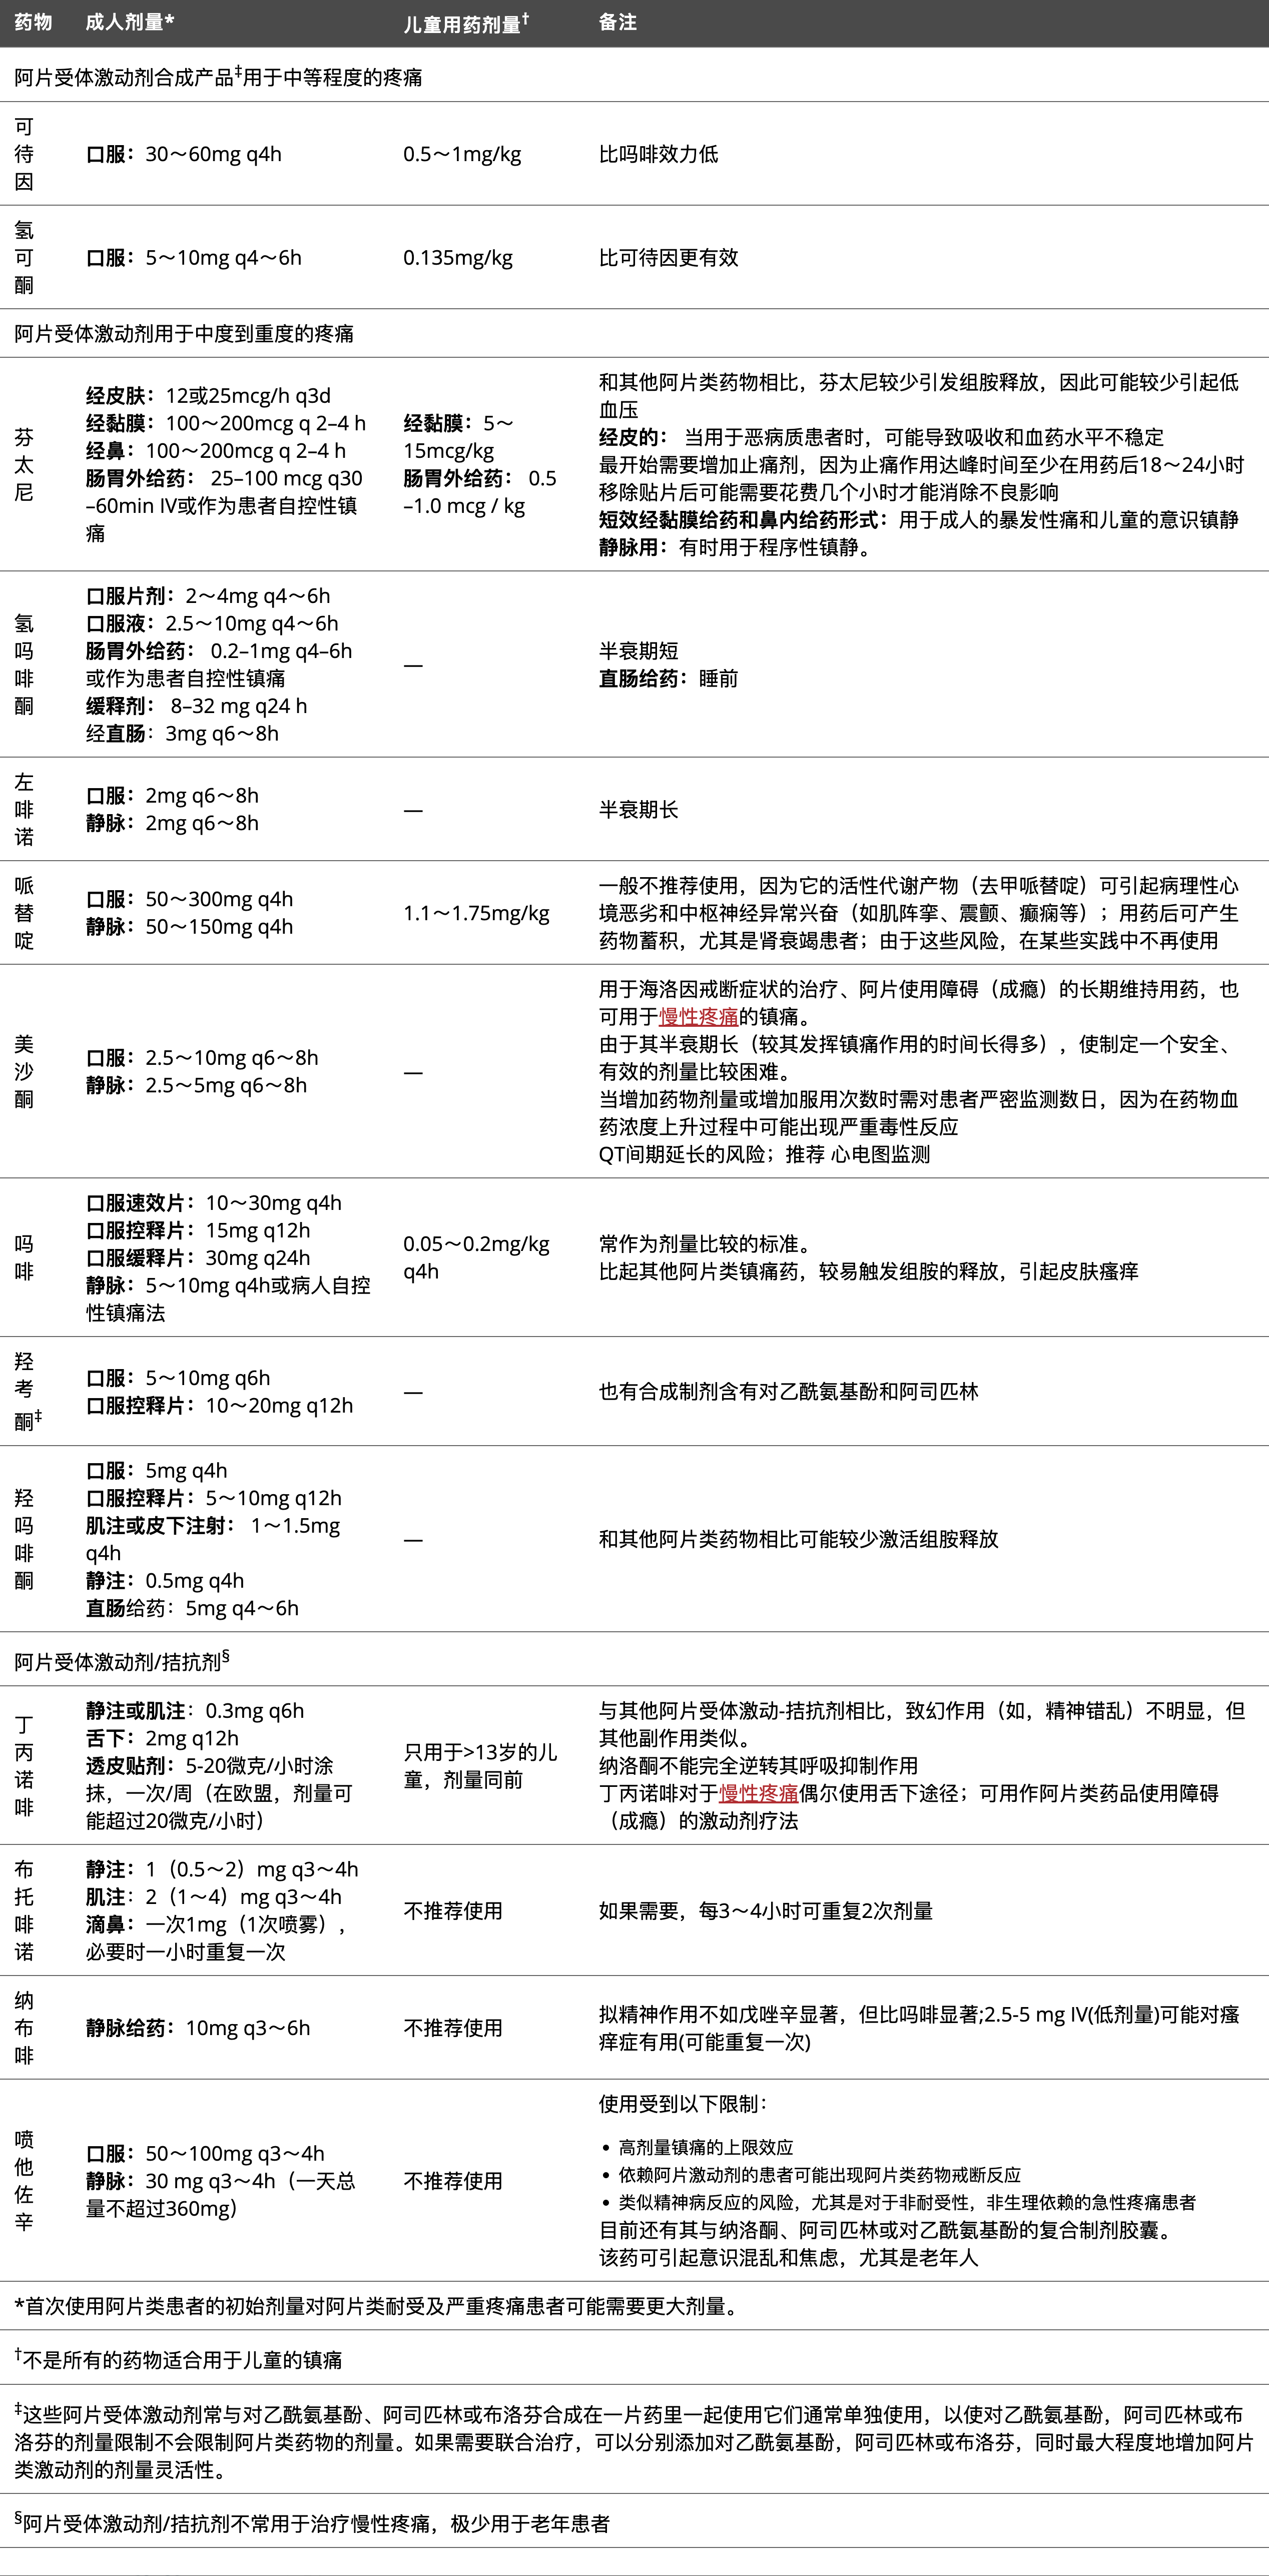 药物 成人剂量* 儿童用药剂量† 备注
阿片受体激动剂合成产品‡用于中等程度的疼痛
可
待
因
口服：30～60mg q4h
0.5～1mg/kg
比吗啡效力低
氢
可
酮
口服：5～10mg q4～6h
0.135mg/kg
比可待因更有效
阿片受体激动剂用于中度到重度的疼痛
芬
太
尼
经皮肤：12或25mcg/h q3d
经黏膜：100～200mcg q 2–4 h
经鼻：100～200mcg q 2–4 h
肠胃外给药： 25–100 mcg q30
–60min IV或作为患者自控性镇
痛
经黏膜：5～
15mcg/kg
肠胃外给药： 0.5
–1.0 mcg / kg
和其他阿片类药物相比，芬太尼较少引发组胺释放，因此可能较少引起低
血压
经皮的： 当用于恶病质患者时，可能导致吸收和血药水平不稳定
最开始需要增加止痛剂，因为止痛作用达峰时间至少在用药后18～24小时
移除贴片后可能需要花费几个小时才能消除不良影响
短效经黏膜给药和鼻内给药形式：用于成人的暴发性痛和儿童的意识镇静
静脉用：有时用于程序性镇静。
氢
吗
啡
酮
口服片剂：2～4mg q4～6h
口服液：2.5～10mg q4～6h
肠胃外给药： 0.2–1mg q4–6h
或作为患者自控性镇痛
缓释剂： 8–32 mg q24 h
经直肠：3mg q6～8h
—
半衰期短
直肠给药：睡前
左
啡
诺
口服：2mg q6～8h
静脉：2mg q6～8h
—
半衰期长
哌
替
啶
口服：50～300mg q4h
静脉：50～150mg q4h
1.1～1.75mg/kg
一般不推荐使用，因为它的活性代谢产物（去甲哌替啶）可引起病理性心
境恶劣和中枢神经异常兴奋（如肌阵挛、震颤、癫痫等）；用药后可产生
药物蓄积，尤其是肾衰竭患者；由于这些风险，在某些实践中不再使用
美
沙
酮
口服：2.5～10mg q6～8h
静脉：2.5～5mg q6～8h
—
用于海洛因戒断症状的治疗、阿片使用障碍（成瘾）的长期维持用药，也
可用于慢性疼痛的镇痛。
由于其半衰期长（较其发挥镇痛作用的时间长得多），使制定一个安全、
有效的剂量比较困难。
当增加药物剂量或增加服用次数时需对患者严密监测数日，因为在药物血
药浓度上升过程中可能出现严重毒性反应
QT间期延长的风险；推荐 心电图监测
吗
啡
口服速效片：10～30mg q4h
口服控释片：15mg q12h
口服缓释片：30mg q24h
静脉：5～10mg q4h或病人自控
性镇痛法
0.05～0.2mg/kg
q4h
常作为剂量比较的标准。
比起其他阿片类镇痛药，较易触发组胺的释放，引起皮肤瘙痒
羟
考
酮‡
口服：5～10mg q6h
口服控释片：10～20mg q12h
—
也有合成制剂含有对乙酰氨基酚和阿司匹林
羟
吗
啡
酮
口服：5mg q4h
口服控释片：5～10mg q12h
肌注或皮下注射： 1～1.5mg
q4h
静注：0.5mg q4h
直肠给药：5mg q4～6h
—
和其他阿片类药物相比可能较少激活组胺释放
阿片受体激动剂/拮抗剂§
丁
丙
诺
啡
静注或肌注：0.3mg q6h
舌下：2mg q12h
透皮贴剂：5-20微克/小时涂
抹，一次/周（在欧盟，剂量可
能超过20微克/小时）
只用于>13岁的儿
童，剂量同前
与其他阿片受体激动-拮抗剂相比，致幻作用（如，精神错乱）不明显，但
其他副作用类似。
纳洛酮不能完全逆转其呼吸抑制作用
丁丙诺啡对于慢性疼痛偶尔使用舌下途径；可用作阿片类药品使用障碍
（成瘾）的激动剂疗法
布
托
啡
诺
静注：1（0.5～2）mg q3～4h
肌注：2（1～4）mg q3～4h
滴鼻：一次1mg（1次喷雾），
必要时一小时重复一次
不推荐使用
如果需要，每3～4小时可重复2次剂量
纳
布
啡
静脉给药：10mg q3～6h
不推荐使用
拟精神作用不如戊唑辛显著，但比吗啡显著;2.5-5 mg IV(低剂量)可能对瘙
痒症有用(可能重复一次)
喷
他
佐
辛
口服：50～100mg q3～4h
静脉：30 mg q3～4h（一天总
量不超过360mg）
不推荐使用
使用受到以下限制：
• 高剂量镇痛的上限效应
• 依赖阿片激动剂的患者可能出现阿片类药物戒断反应
• 类似精神病反应的风险，尤其是对于非耐受性，非生理依赖的急性疼痛患者
目前还有其与纳洛酮、阿司匹林或对乙酰氨基酚的复合制剂胶囊。
该药可引起意识混乱和焦虑，尤其是老年人
*首次使用阿片类患者的初始剂量对阿片类耐受及严重疼痛患者可能需要更大剂量。
†不是所有的药物适合用于儿童的镇痛
‡这些阿片受体激动剂常与对乙酰氨基酚、阿司匹林或布洛芬合成在一片药里一起使用它们通常单独使用，以使对乙酰氨基酚，阿司匹林或布
洛芬的剂量限制不会限制阿片类药物的剂量。如果需要联合治疗，可以分别添加对乙酰氨基酚，阿司匹林或布洛芬，同时最大程度地增加阿片
类激动剂的剂量灵活性。
§阿片受体激动剂/拮抗剂不常用于治疗慢性疼痛，极少用于老年患者